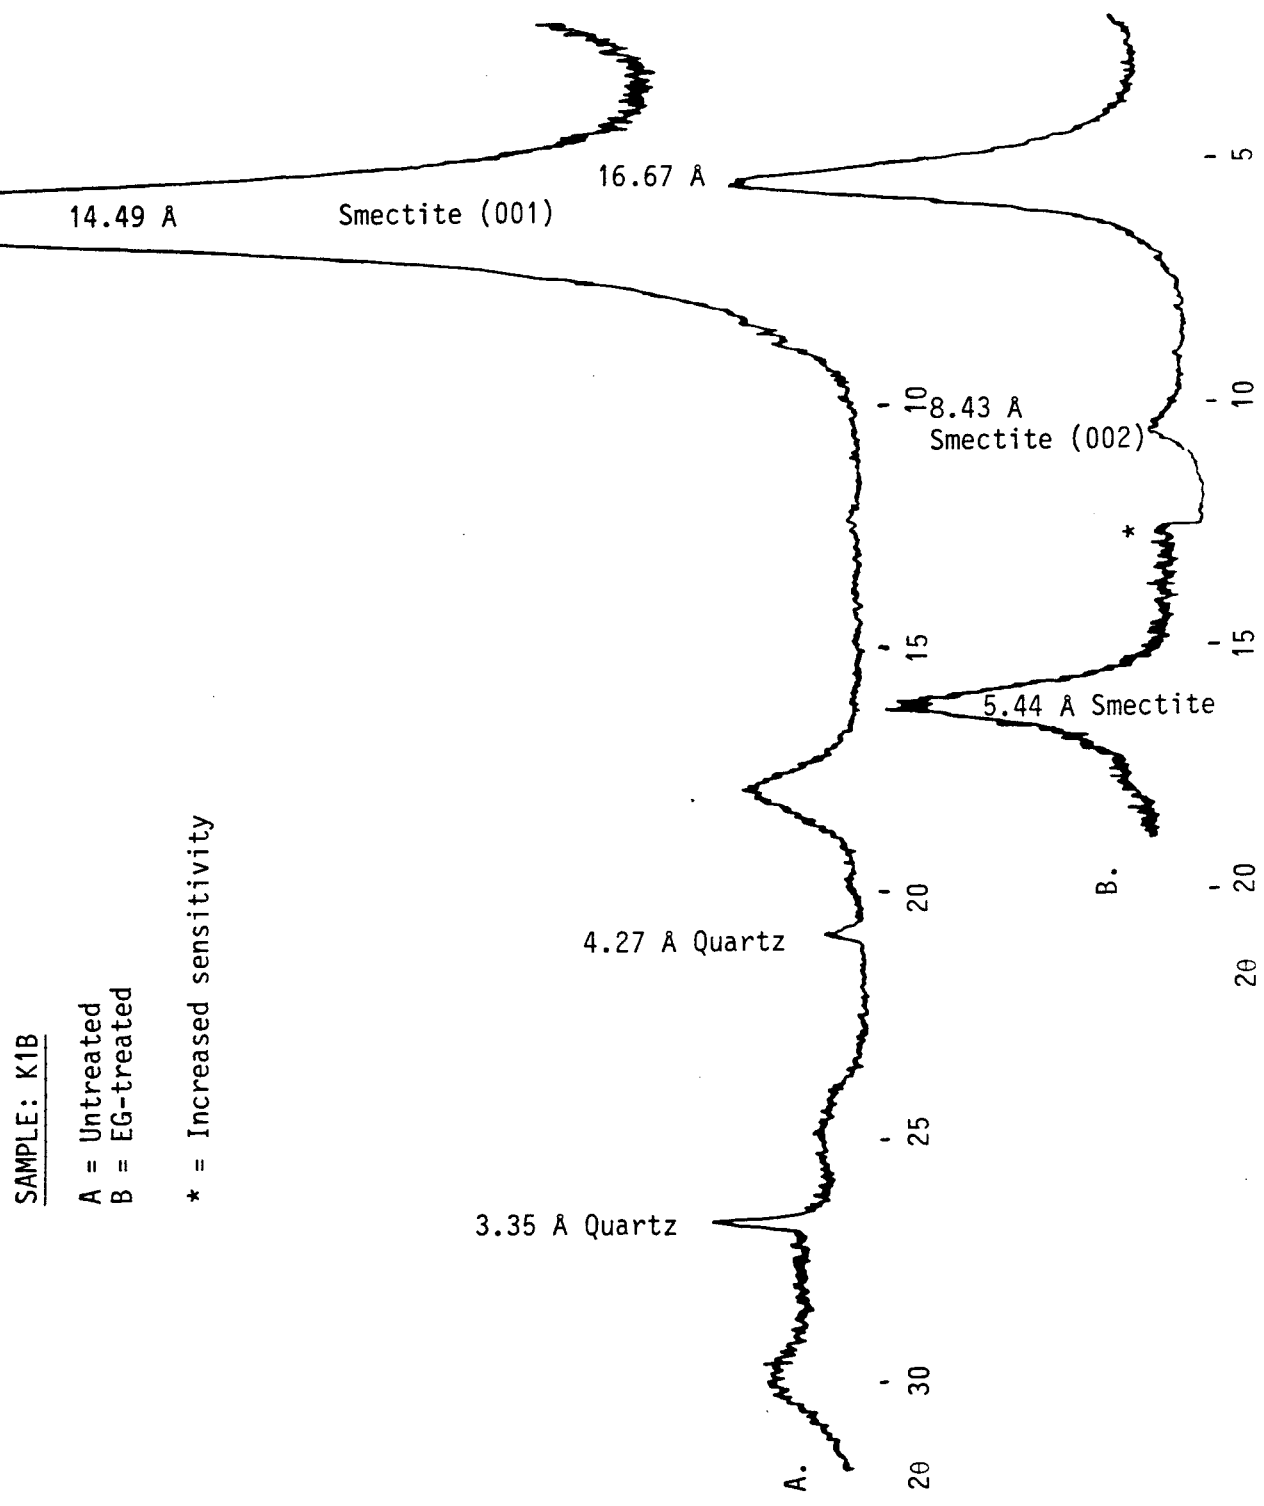 SAMPLE: K1B
A = Untreated
B = EG-treated
* = Increased sensitivity
14.49 Å
Smectite (001)
16.67 Å
8.43 Å
Smectite (002)
*
5.44 Å Smectite
4.27 Å Quartz
3.35 Å Quartz
A.
2θ
30
25
20
15
10
B.
2θ
20
15
10
5